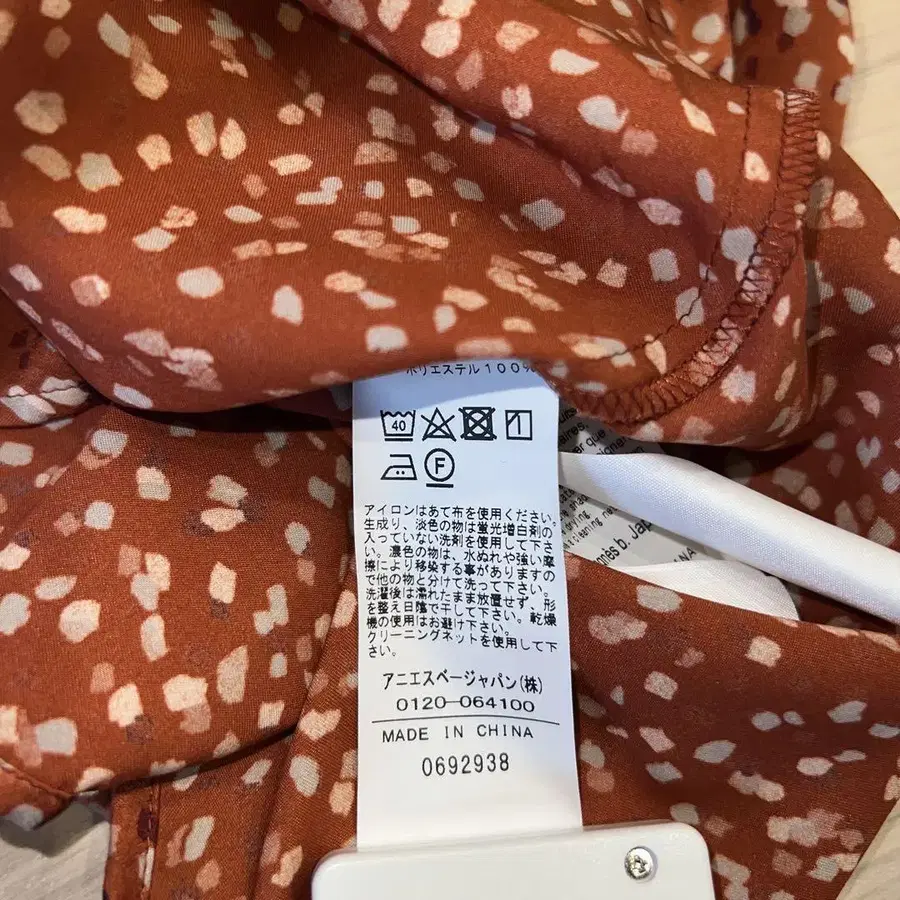 ポリエステル100%
40
F
アイロンはあて布を使用ください。
生成り、淡色の物は蛍光増白剤の
入っていない洗剤を使用して下さ
い。濃色の物は、水ぬれや強い摩
擦により移染する事がありますの
で他の物と分けて洗って下さい。
洗濯後は濡れたまま放置せず、形
を整え日陰で干して下さい。乾燥
機の使用はお避け下さい。
クリーニングネットを使用して下
さい。
アニエスベージャパン(株)
0120-064100
MADE IN CHINA
0692938
er que
drying.
cleaning net
nes b. Jap
NA